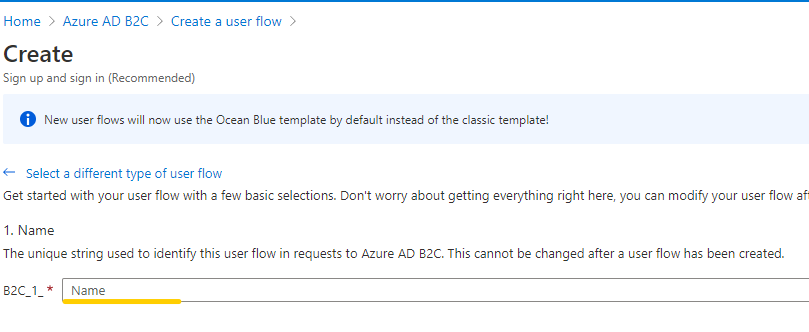 Home > Azure AD B2C > Create a user flow >
Create
Sign up and sign in (Recommended)
New user flows will now use the Ocean Blue template by default instead of the classic template!
← Select a different type of user flow
Get started with your user flow with a few basic selections. Don't worry about getting everything right here, you can modify your user flow
1. Name
The unique string used to identify this user flow in requests to Azure AD B2C. This cannot be changed after a user flow has been created.
B2C_1_ * Name